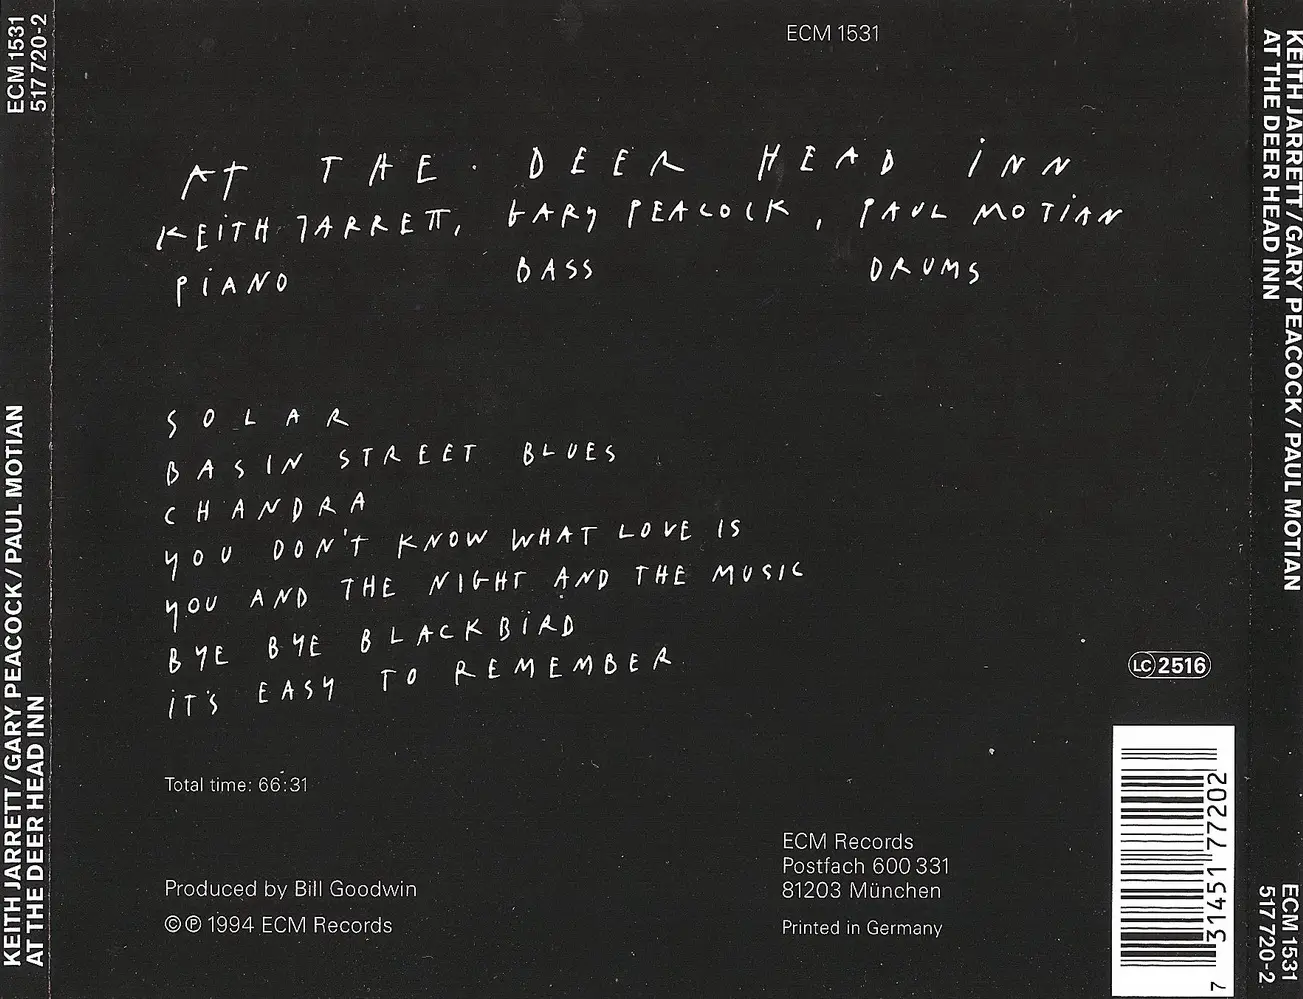 ECM 1531
517 720-2
KEITH JARRETT/GARY PEACOCK/PAUL MOTIAN
AT THE DEER HEAD INN
ECM 1531
AT THE DEER HEAD INN
KEITH JARRETT, GARY PEACOCK, PAUL MOTIAN
PIANO BASS DRUMS
SOLAR
BASIN STREET BLUES
CHANDRA
YOU DON'T KNOW WHAT LOVE IS
YOU AND THE NIGHT AND THE MUSIC
BYE BYE BLACKBIRD
IT'S EASY TO REMEMBER
Total time: 66:31
Produced by Bill Goodwin
©℗ 1994 ECM Records
ECM Records
Postfach 600 331
81203 München
Printed in Germany
LC 2516
7 31451 77202
KEITH JARRETT/GARY PEACOCK/PAUL MOTIAN
AT THE DEER HEAD INN
ECM 1531
517 720-2